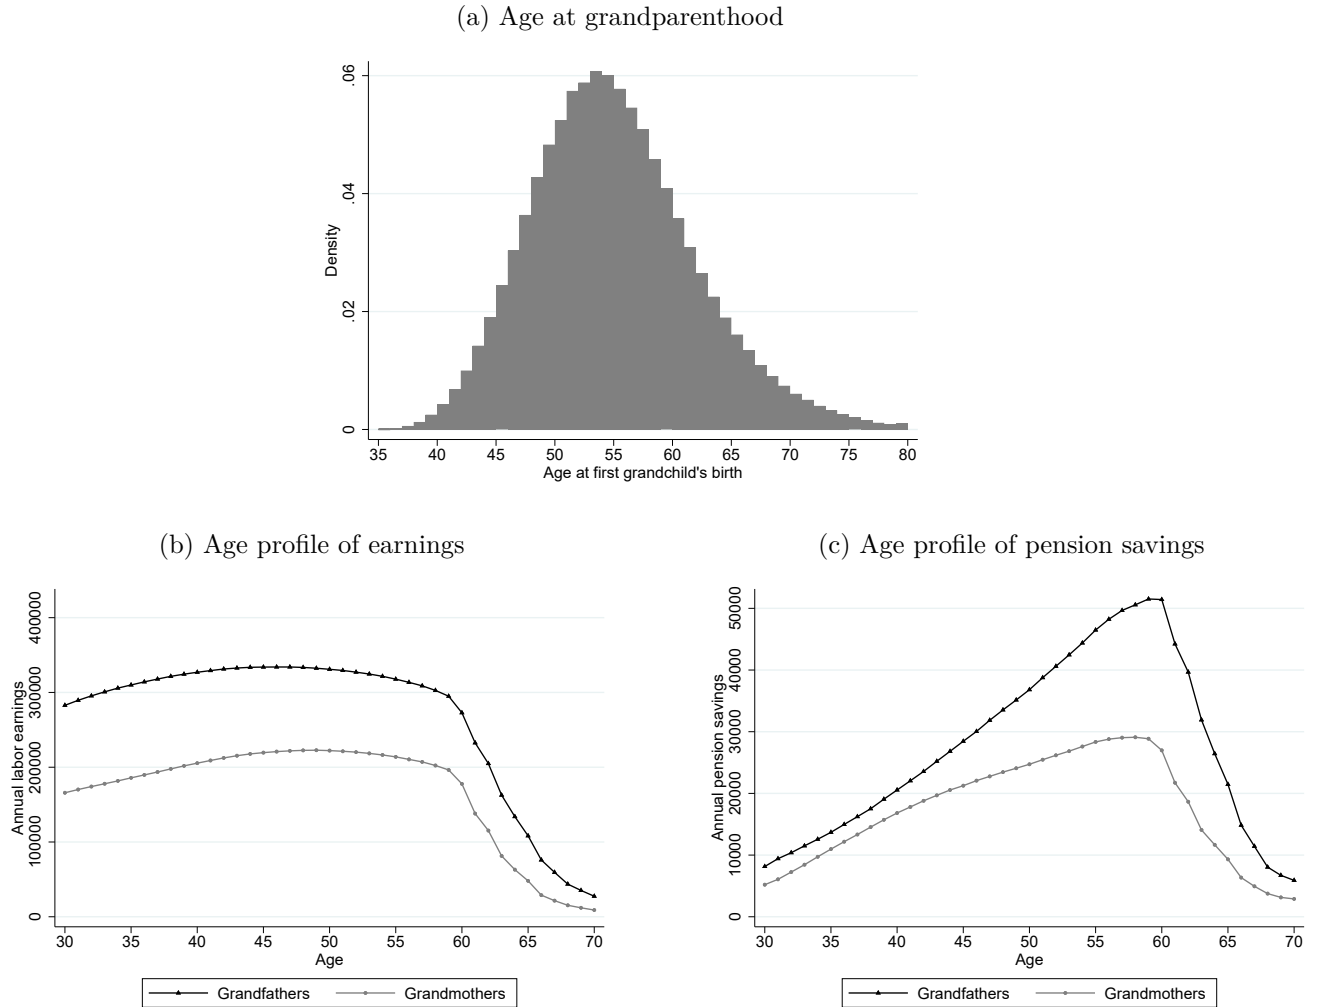 (a) Age at grandparenthood
Density
.06
.04
.02
0
35 40 45 50 55 60 65 70 75 80
Age at first grandchild's birth
(b) Age profile of earnings
Annual labor earnings
400000
300000
200000
100000
0
30 35 40 45 50 55 60 65 70
Age
Grandfathers Grandmothers
(c) Age profile of pension savings
Annual pension savings
50000
40000
30000
20000
10000
0
30 35 40 45 50 55 60 65 70
Age
Grandfathers Grandmothers